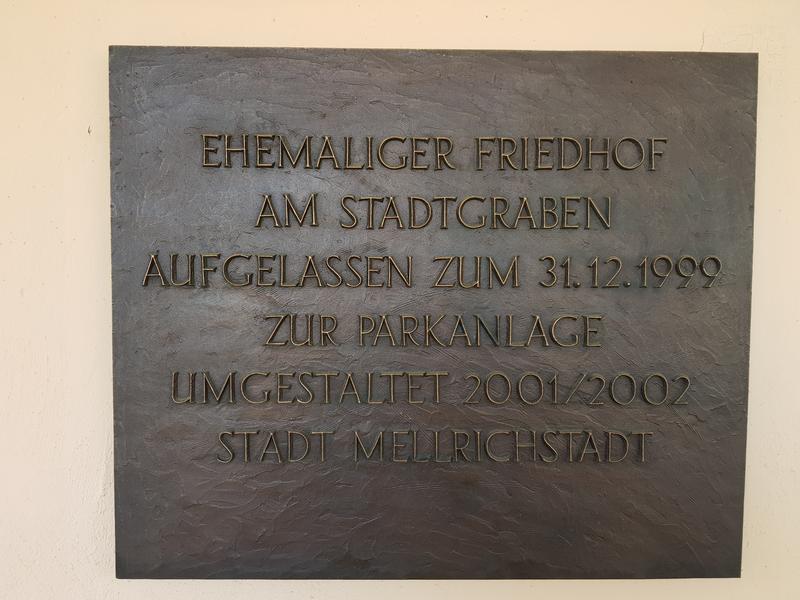 EHEMALIGER FRIEDHOF
AM STADTGRABEN
AUFGELASSEN ZUM 31.12.1999
ZUR PARKANLAGE
UMGESTALTET 2001/2002
STADT MELLRICHSTADT